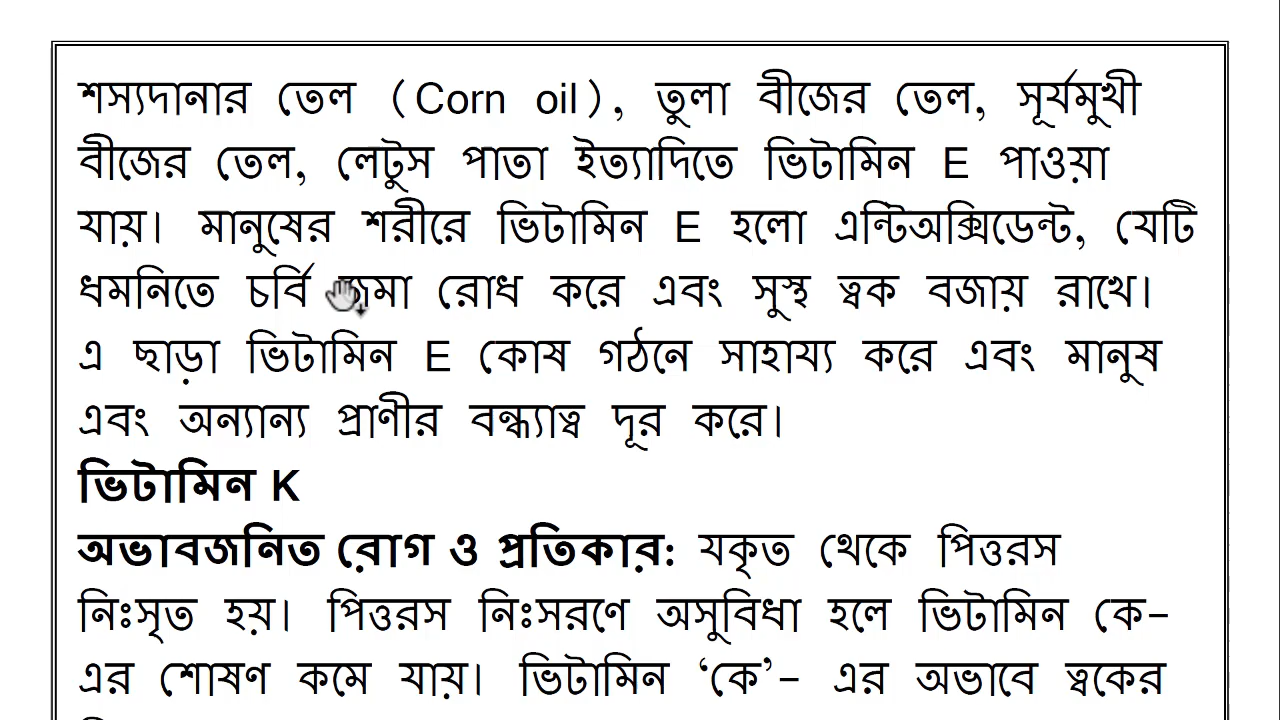 শস্যদানার তেল (Corn oil), তুলা বীজের তেল, সূর্যমুখী
বীজের তেল, লেটুস পাতা ইত্যাদিতে ভিটামিন E পাওয়া
যায়। মানুষের শরীরে ভিটামিন E হলো এন্টিঅক্সিডেন্ট, যেটি
ধমনিতে চর্বি জমা রোধ করে এবং সুস্থ ত্বক বজায় রাখে।
এ ছাড়া ভিটামিন E কোষ গঠনে সাহায্য করে এবং মানুষ
এবং অন্যান্য প্রাণীর বন্ধ্যাত্ব দূর করে।
ভিটামিন K
অভাবজনিত রোগ ও প্রতিকার: যকৃত থেকে পিত্তরস
নিঃসৃত হয়। পিত্তরস নিঃসরণে অসুবিধা হলে ভিটামিন কে-
এর শোষণ কমে যায়। ভিটামিন ‘কে’- এর অভাবে ত্বকের